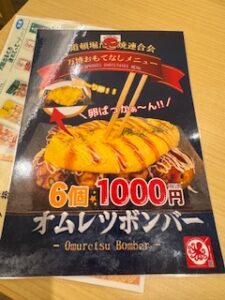 道頓堀たこ焼連合会
万博おもてなしメニュー
卵ぱっかぁ〜ん!!
6個 1000円
オムレツボンバー
- Omuretsu Bomber -